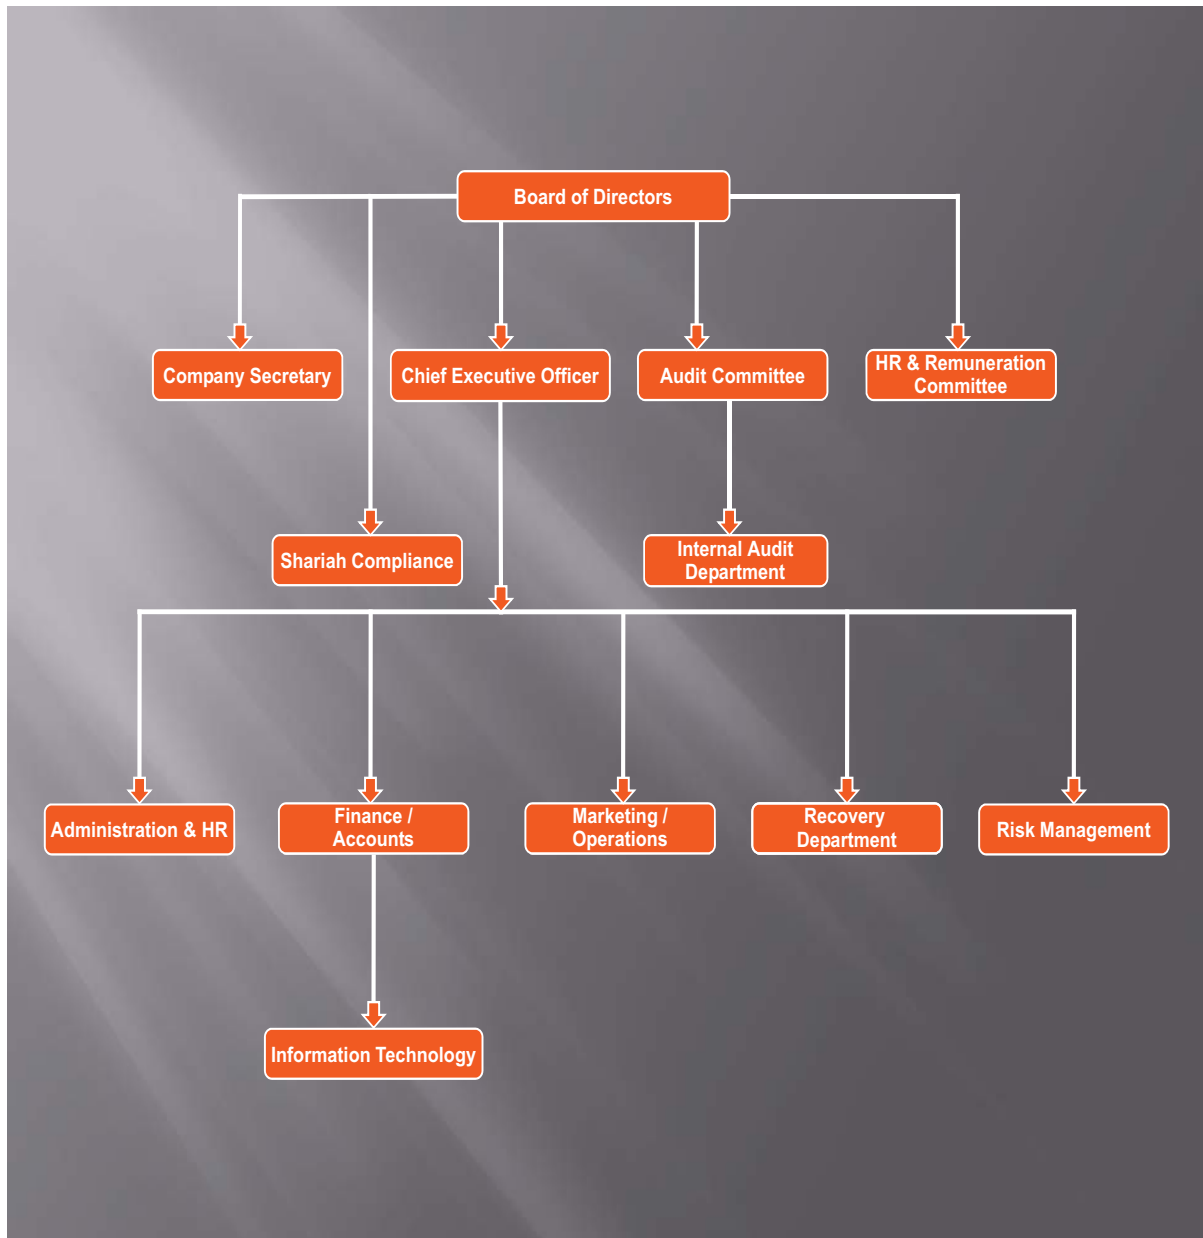 Board of Directors
Company Secretary
Chief Executive Officer
Audit Committee
HR & Remuneration
Committee
Shariah Compliance
Internal Audit
Department
Administration & HR
Finance /
Accounts
Marketing /
Operations
Recovery
Department
Risk Management
Information Technology